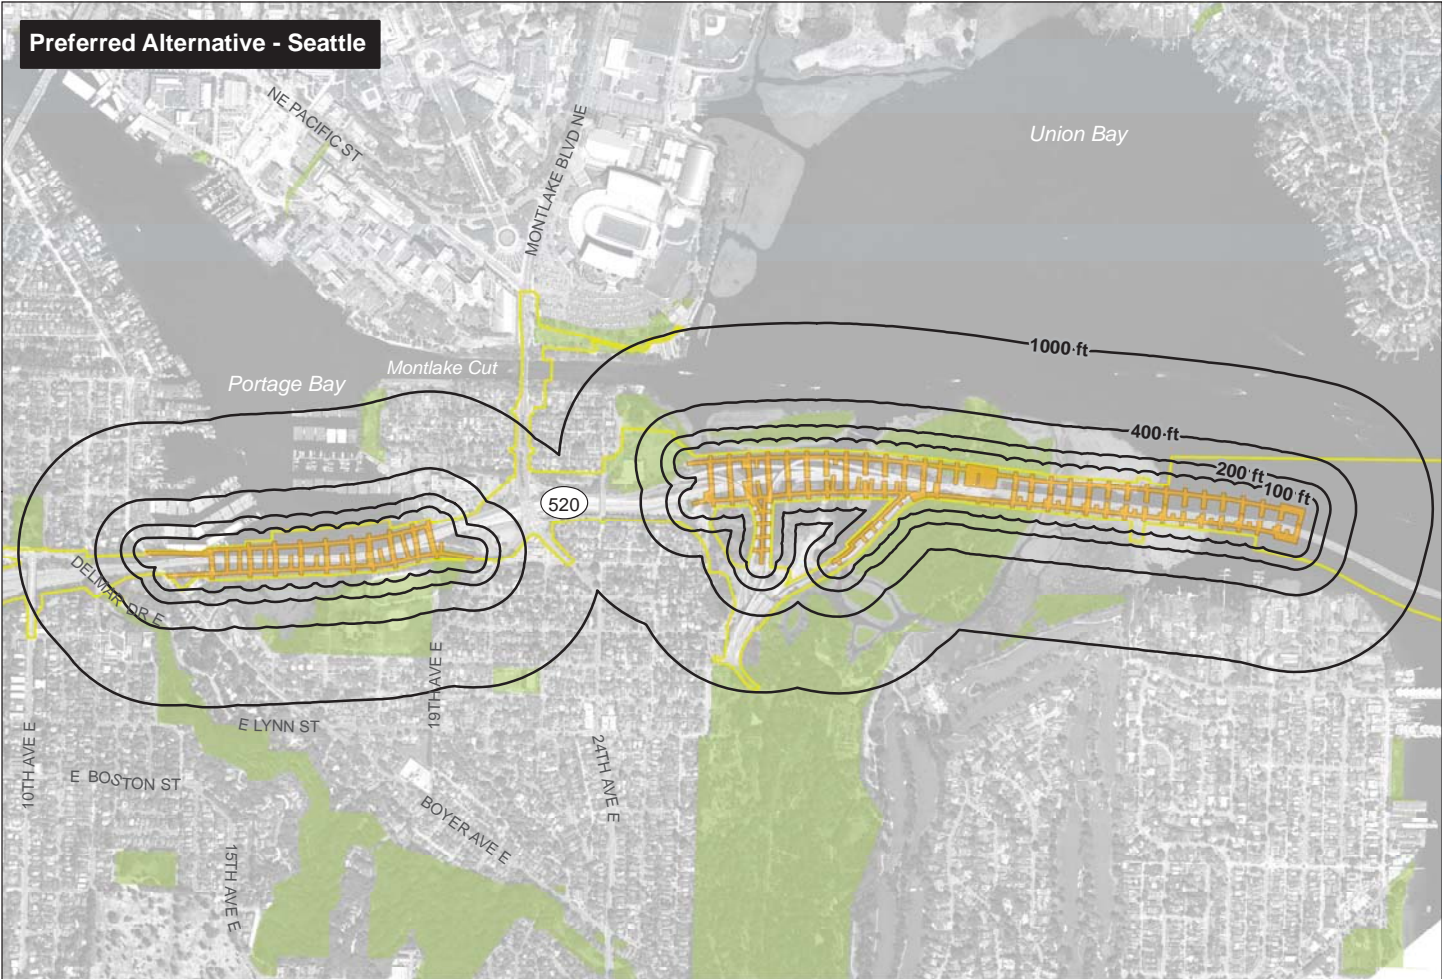 Preferred Alternative - Seattle
NE PACIFIC ST
MONTLAKE BLVD NE
Union Bay
1000 ft
Montlake Cut
Portage Bay
400 ft
200 ft
100 ft
520
DELMAR DR E
19TH AVE E
E LYNN ST
10TH AVE E
24TH AVE E
E BOSTON ST
BOYER AVE E
15TH AVE E